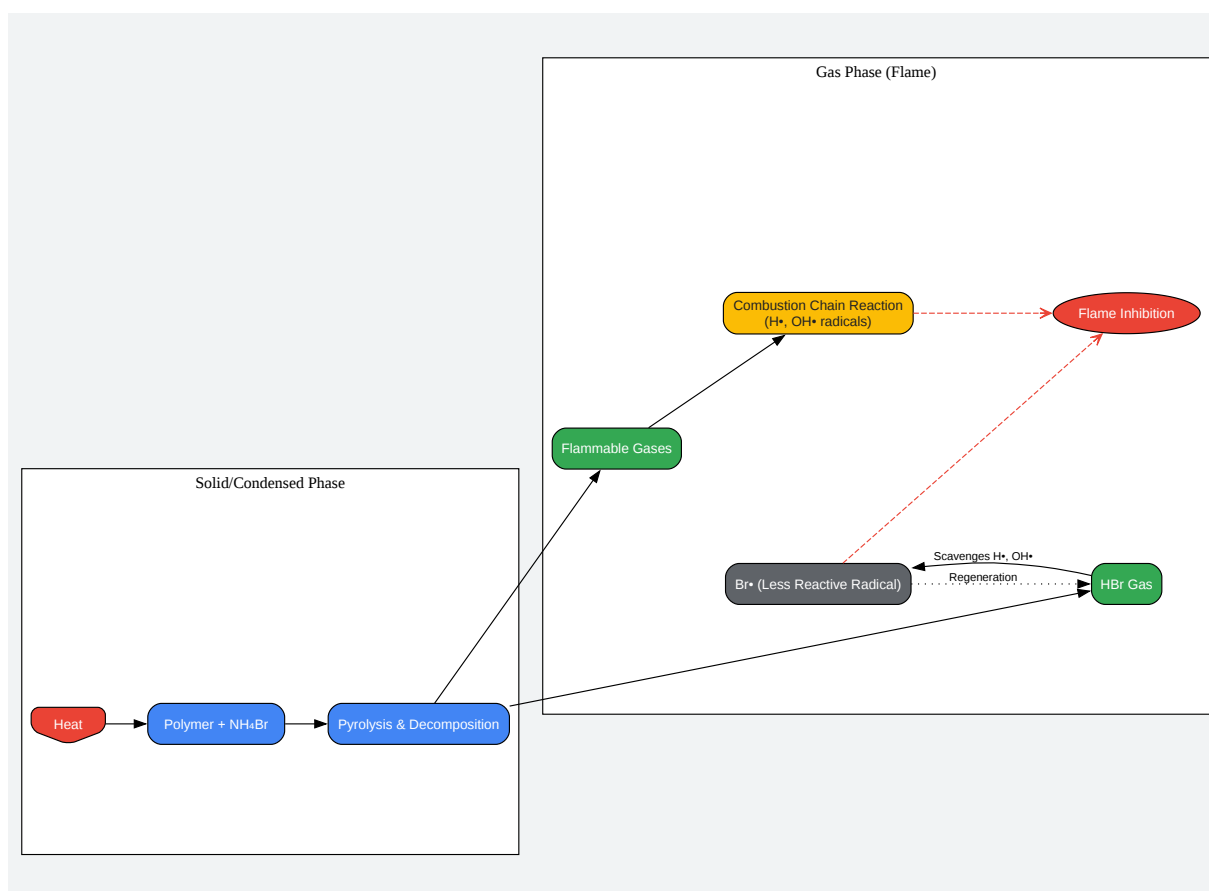 Gas Phase (Flame)
Combustion Chain Reaction
(H•, OH• radicals)
Flame Inhibition
Flammable Gases
Solid/Condensed Phase
Scavenges H•, OH•
Regeneration
Br• (Less Reactive Radical)
HBr Gas
Heat
Polymer + NH₄Br
Pyrolysis & Decomposition